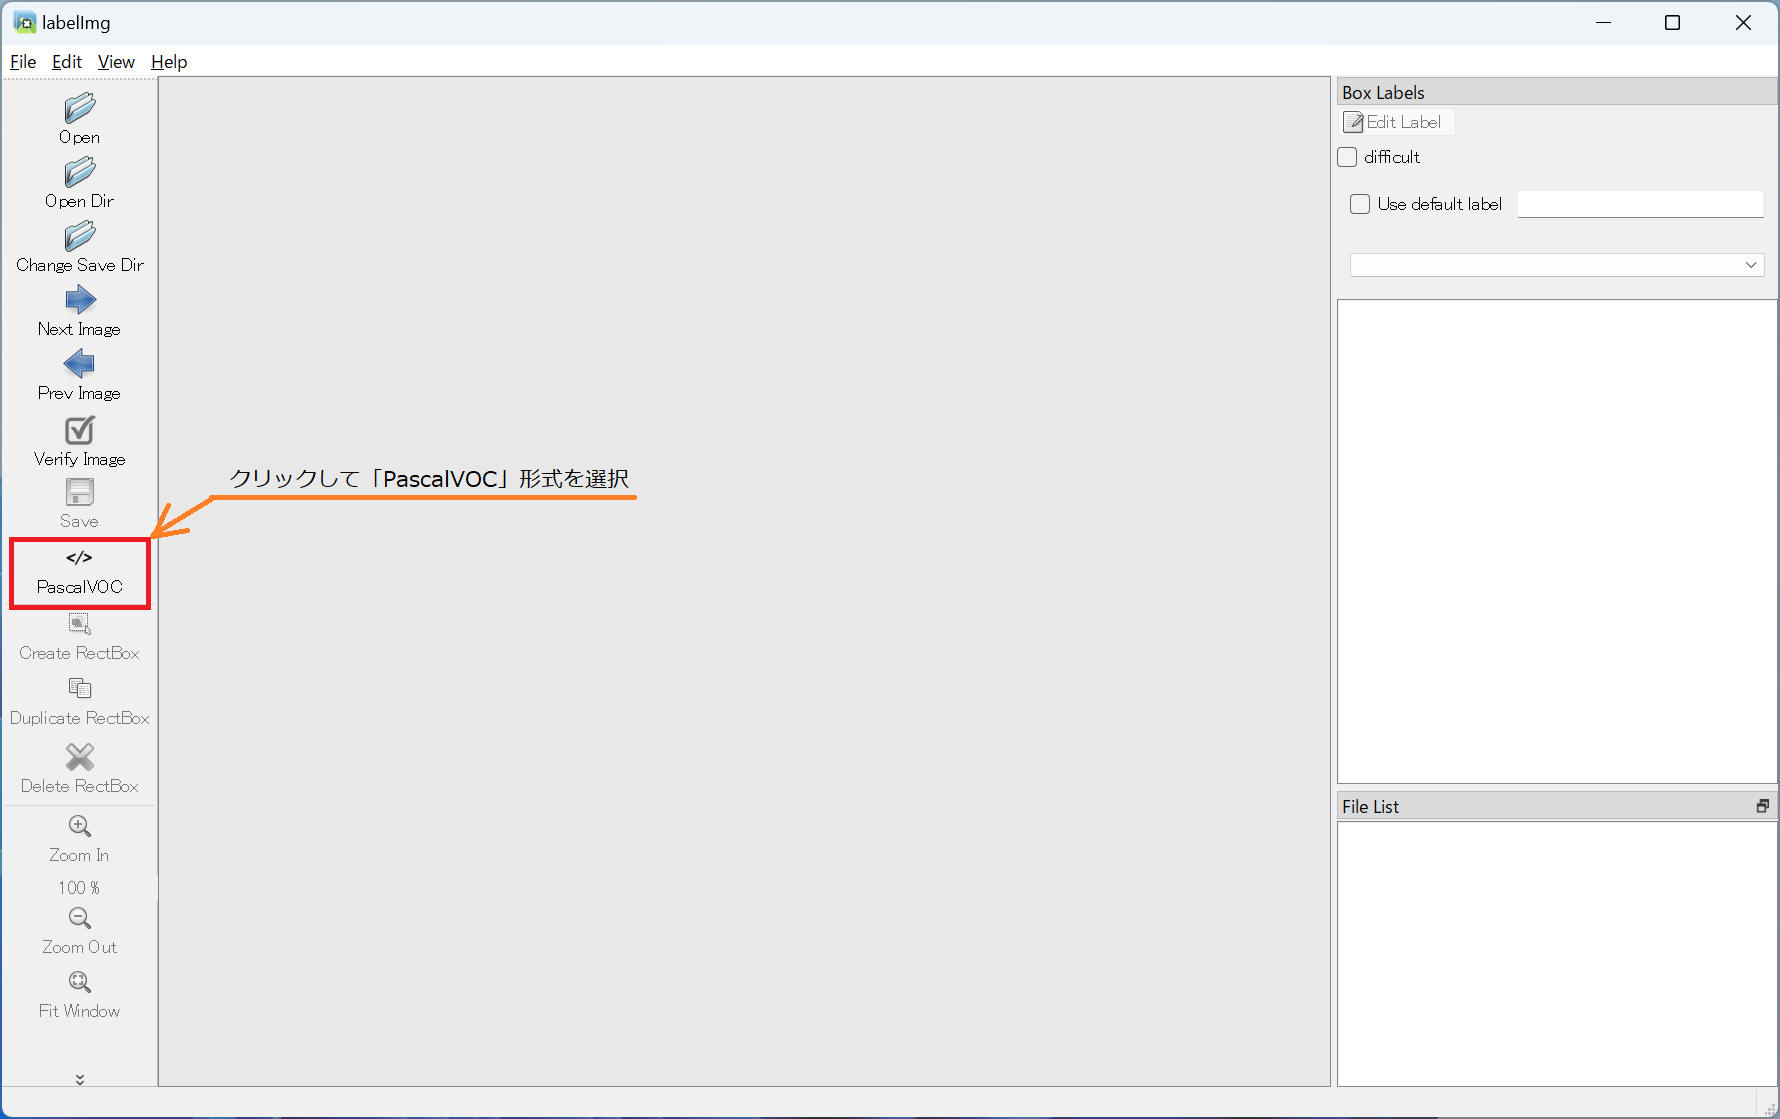 labelImg
File Edit View Help
Open
Open Dir
Change Save Dir
Next Image
Prev Image
Verify Image
Save
</>
PascalVOC
Create RectBox
Duplicate RectBox
Delete RectBox
Zoom In
100 %
Zoom Out
Fit Window
クリックして「PascalVOC」形式を選択
Box Labels
Edit Label
difficult
Use default label
File List